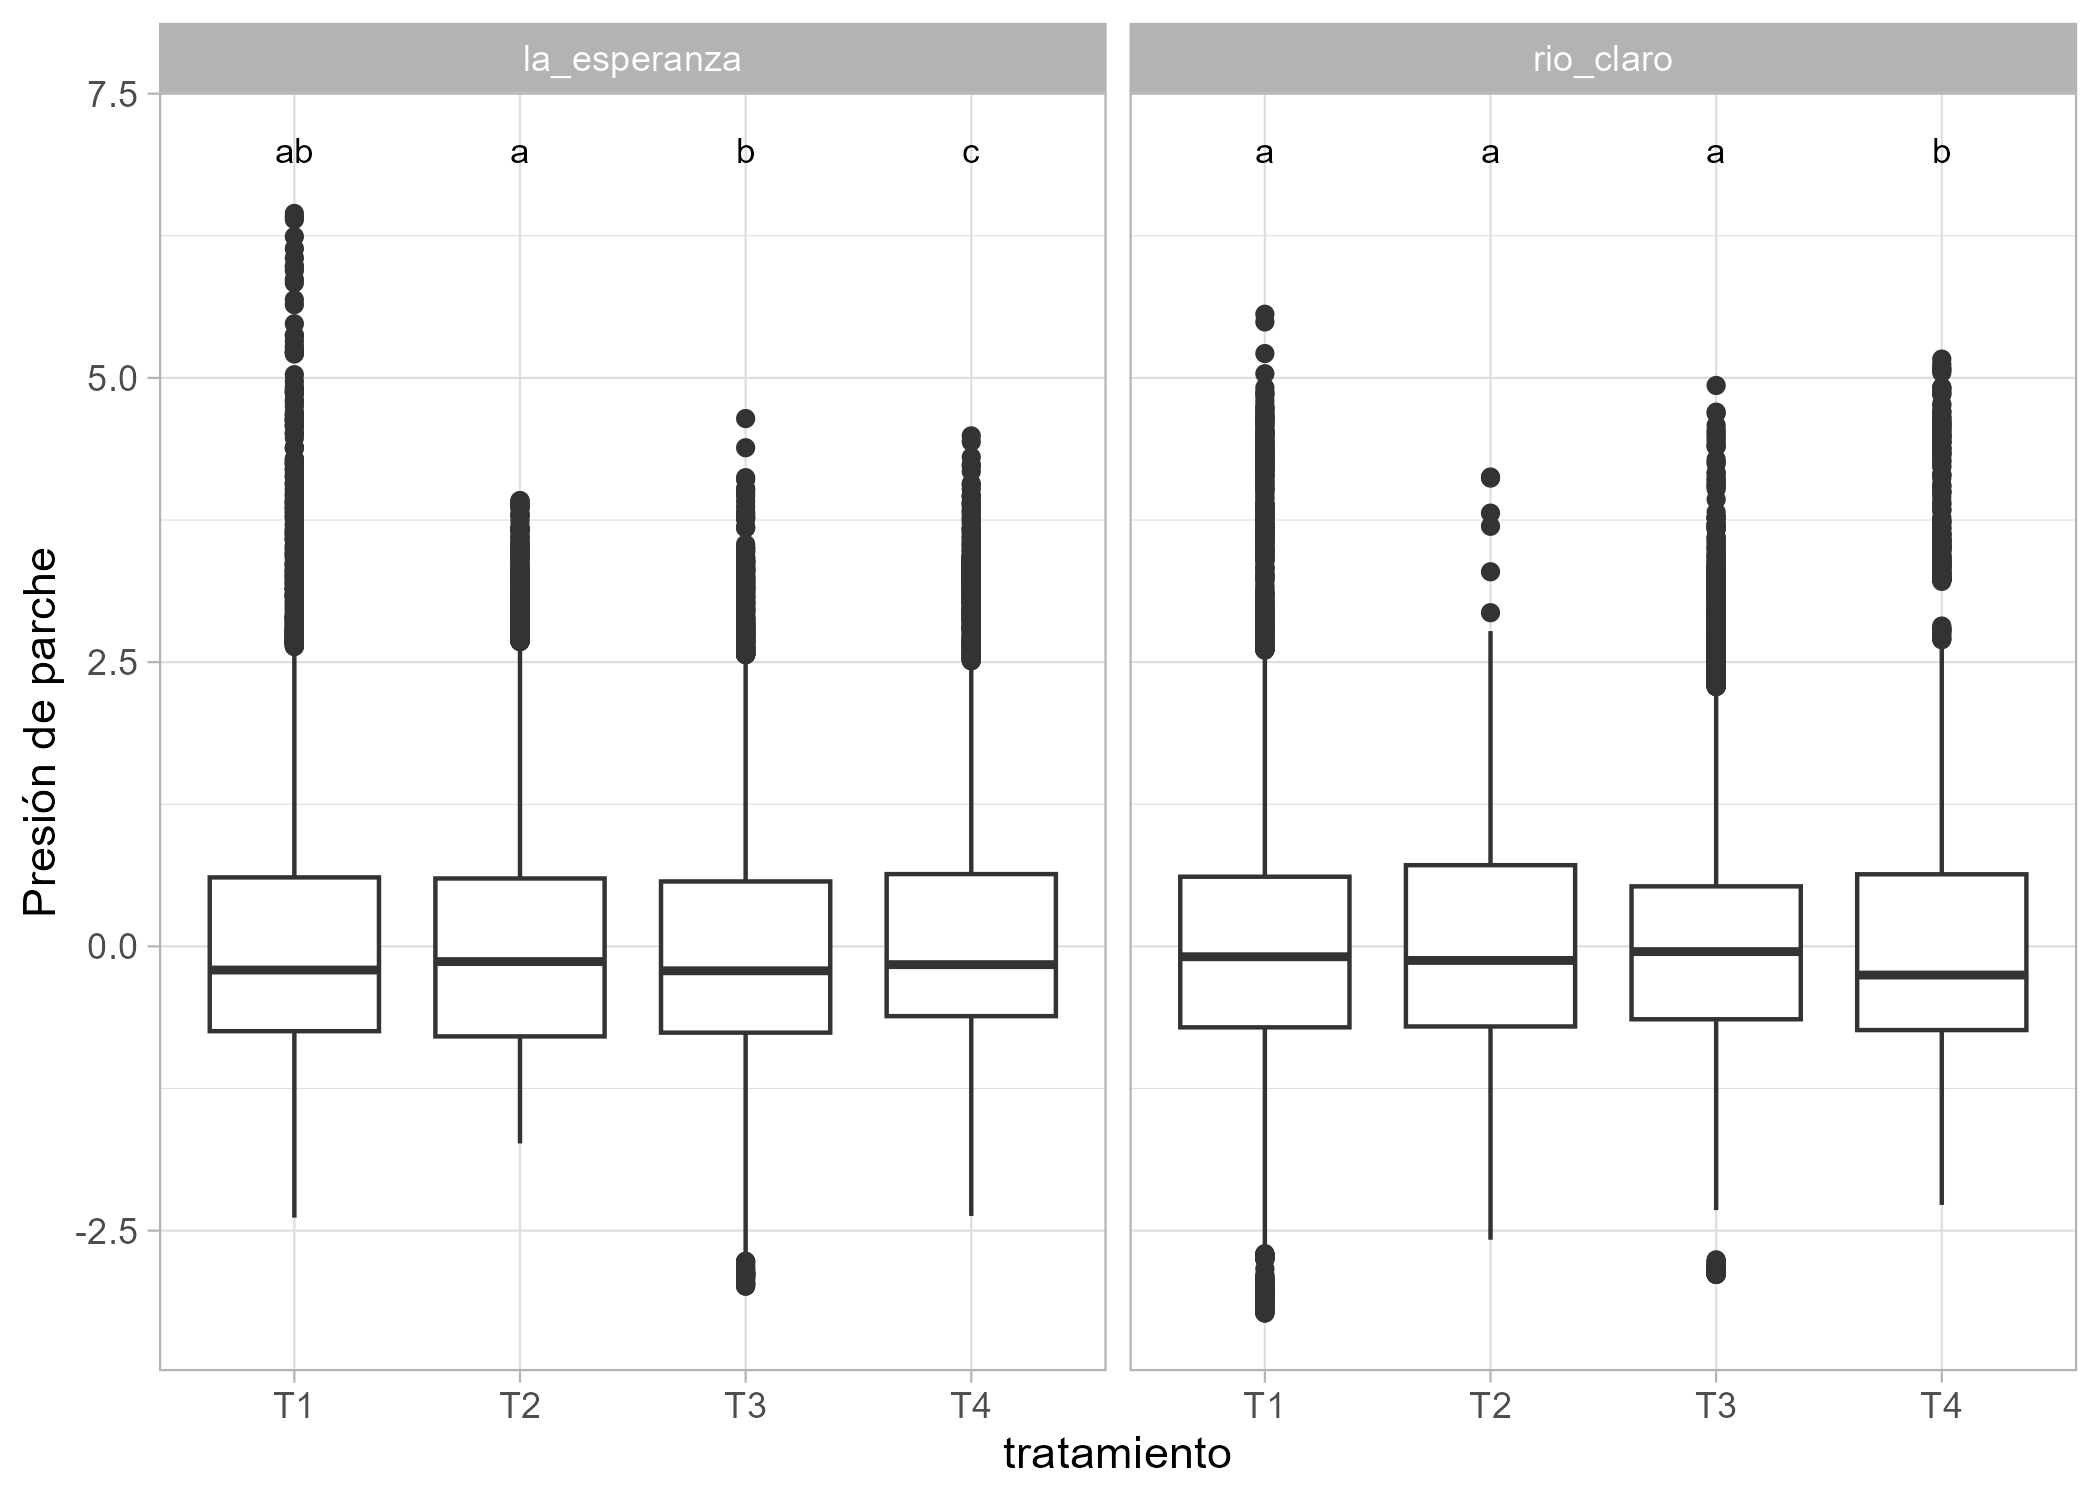 la_esperanza
rio_claro
7.5
5.0
2.5
0.0
-2.5
Presión de parche
ab a b c
a a a b
T1 T2 T3 T4
T1 T2 T3 T4
tratamiento